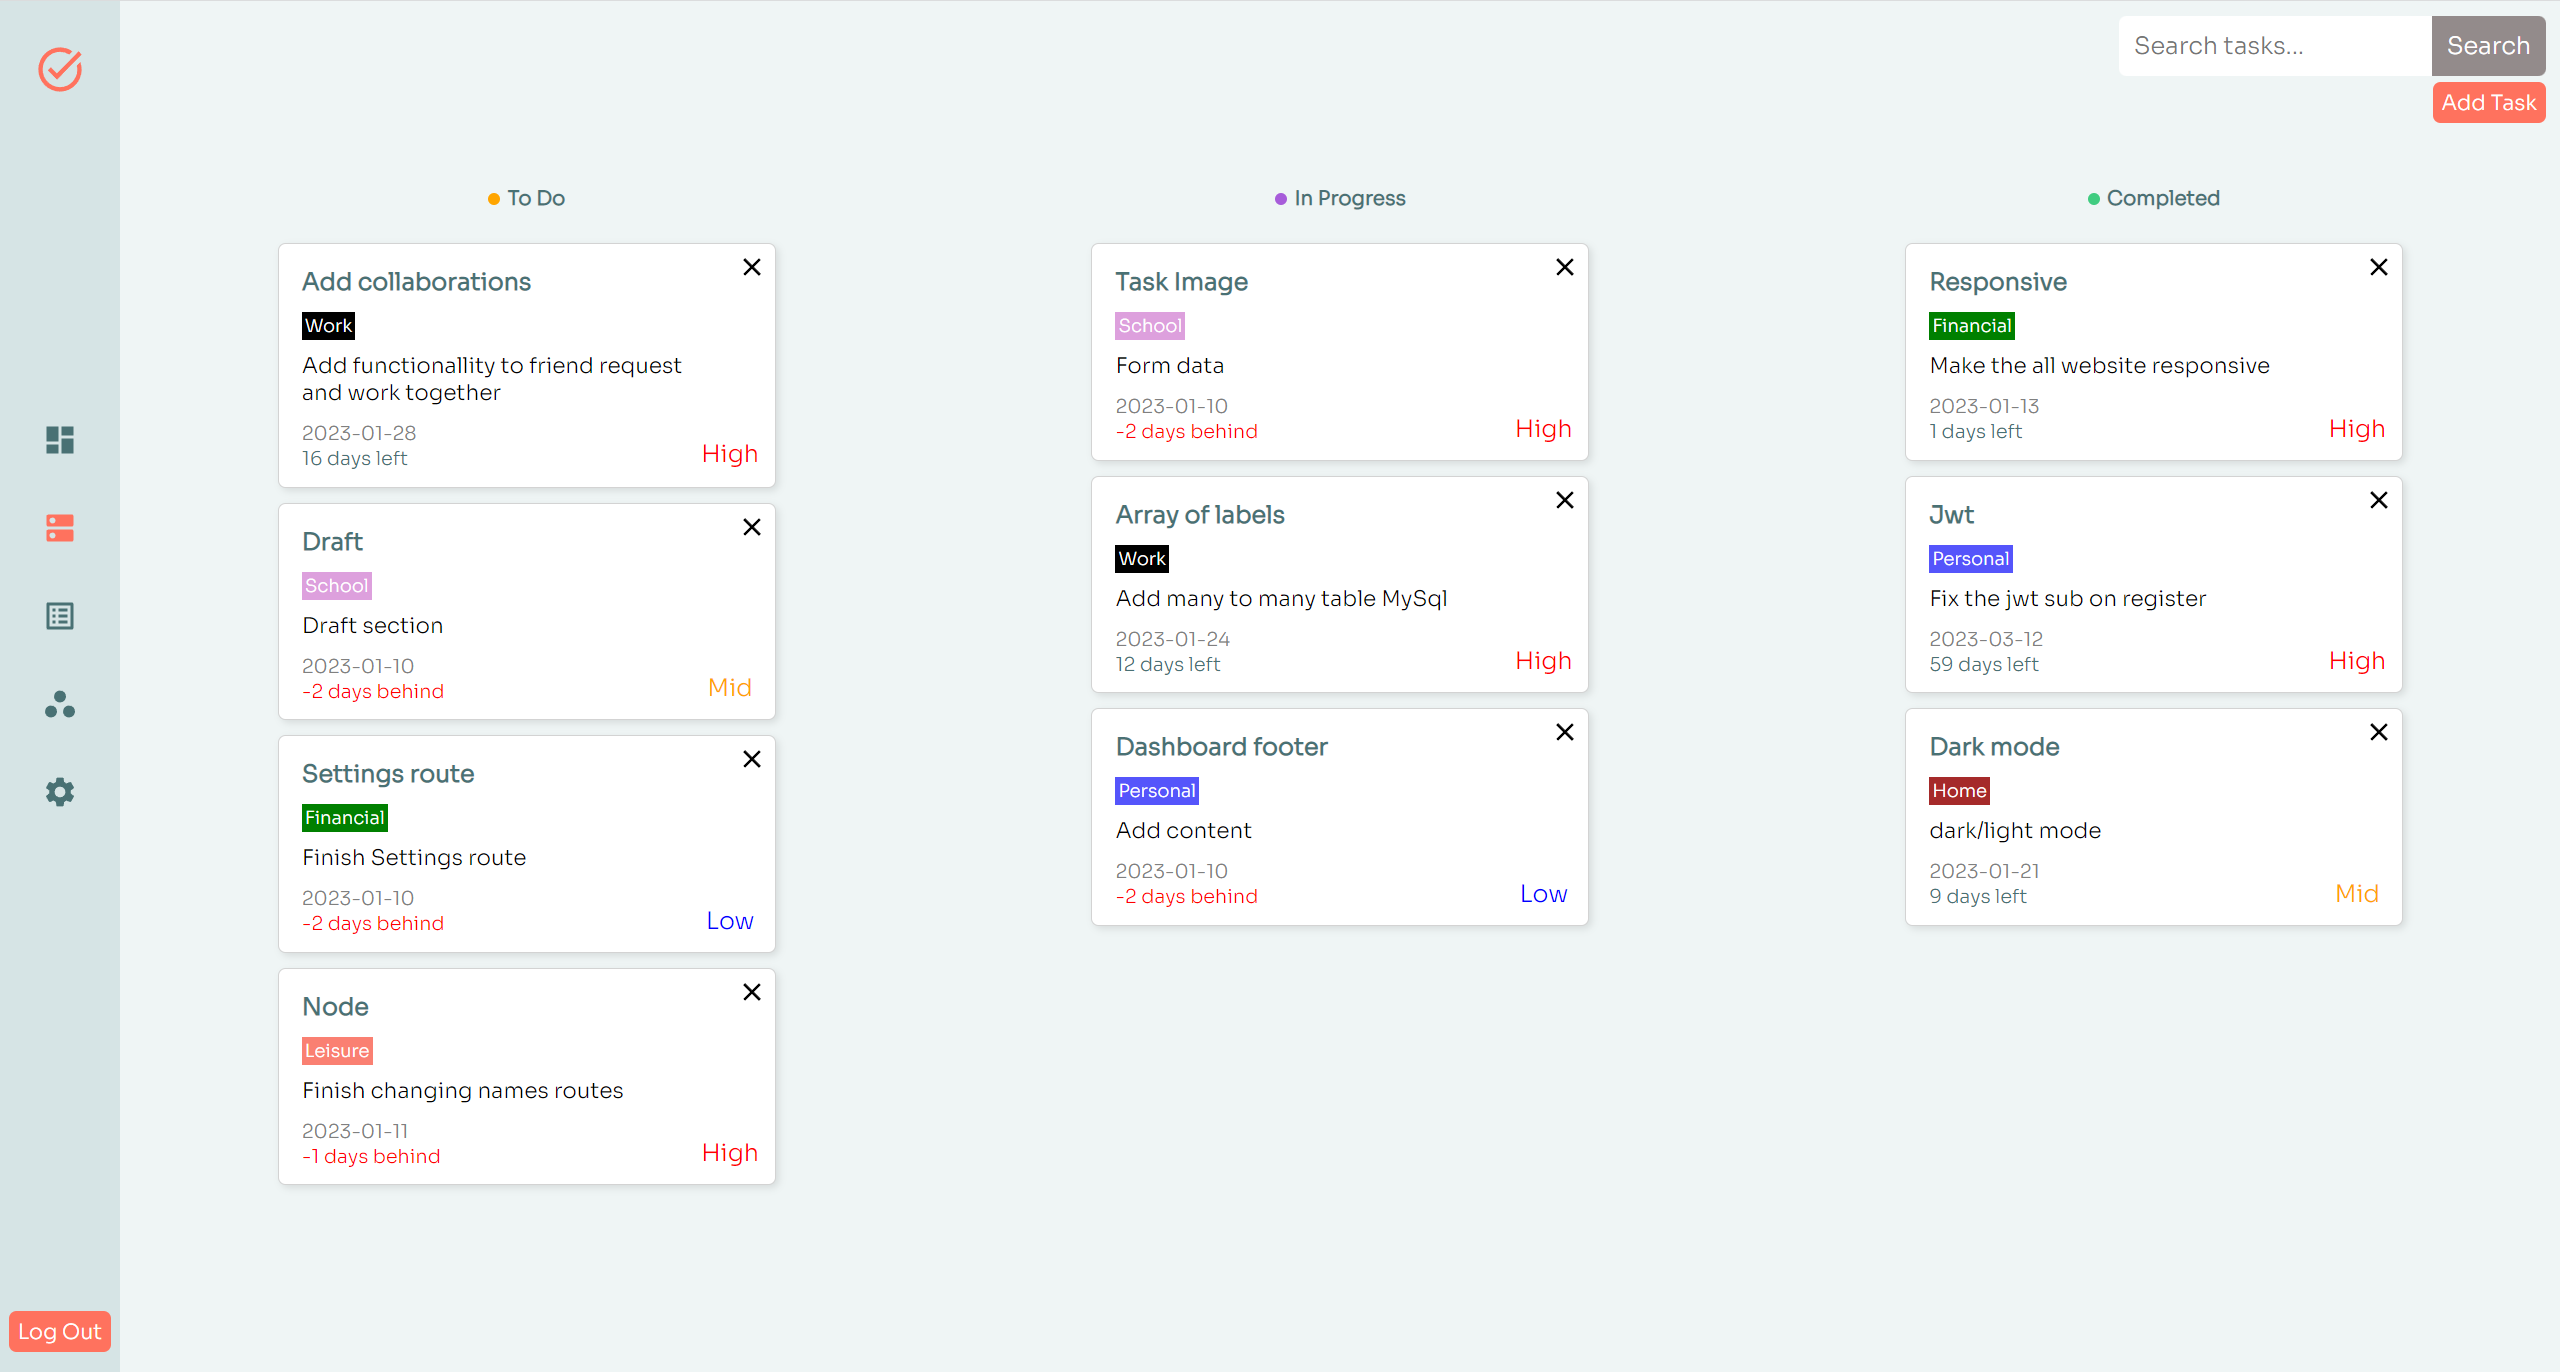 Search tasks...
Search
Add Task
To Do
Add collaborations
Work
Add functionallity to friend request
and work together
2023-01-28
16 days left
High
Draft
School
Draft section
2023-01-10
-2 days behind
Mid
Settings route
Financial
Finish Settings route
2023-01-10
-2 days behind
Low
Node
Leisure
Finish changing names routes
2023-01-11
-1 days behind
High
In Progress
Task Image
School
Form data
2023-01-10
-2 days behind
High
Array of labels
Work
Add many to many table MySql
2023-01-24
12 days left
High
Dashboard footer
Personal
Add content
2023-01-10
-2 days behind
Low
Completed
Responsive
Financial
Make the all website responsive
2023-01-13
1 days left
High
Jwt
Personal
Fix the jwt sub on register
2023-03-12
59 days left
High
Dark mode
Home
dark/light mode
2023-01-21
9 days left
Mid
Log Out